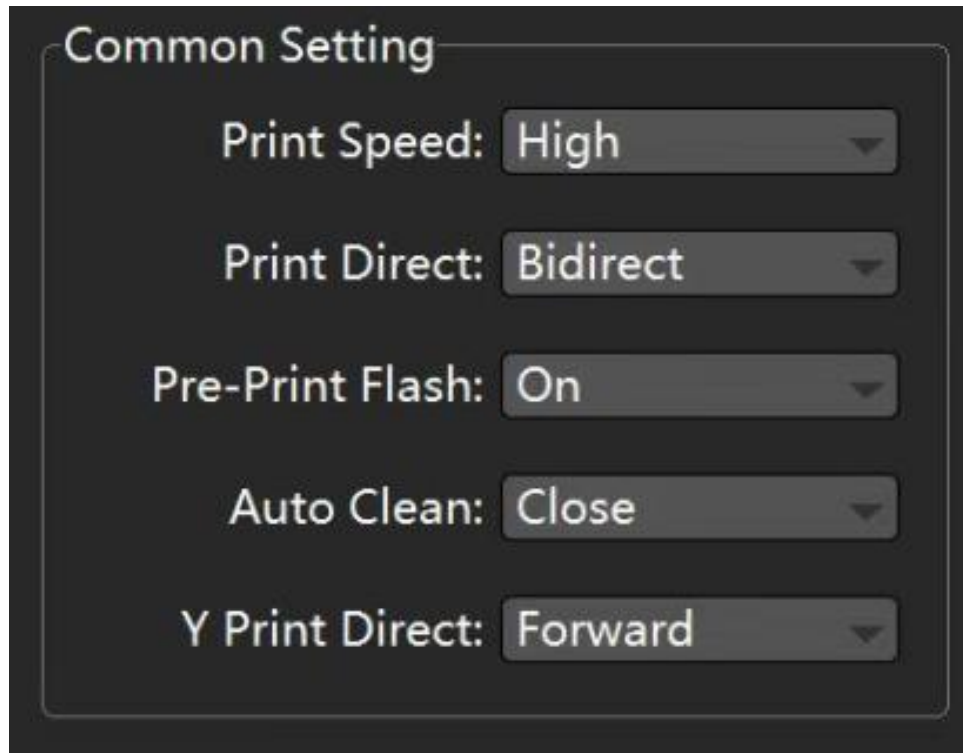 Common Setting
Print Speed: High
Print Direct: Bidirect
Pre-Print Flash: On
Auto Clean: Close
Y Print Direct: Forward